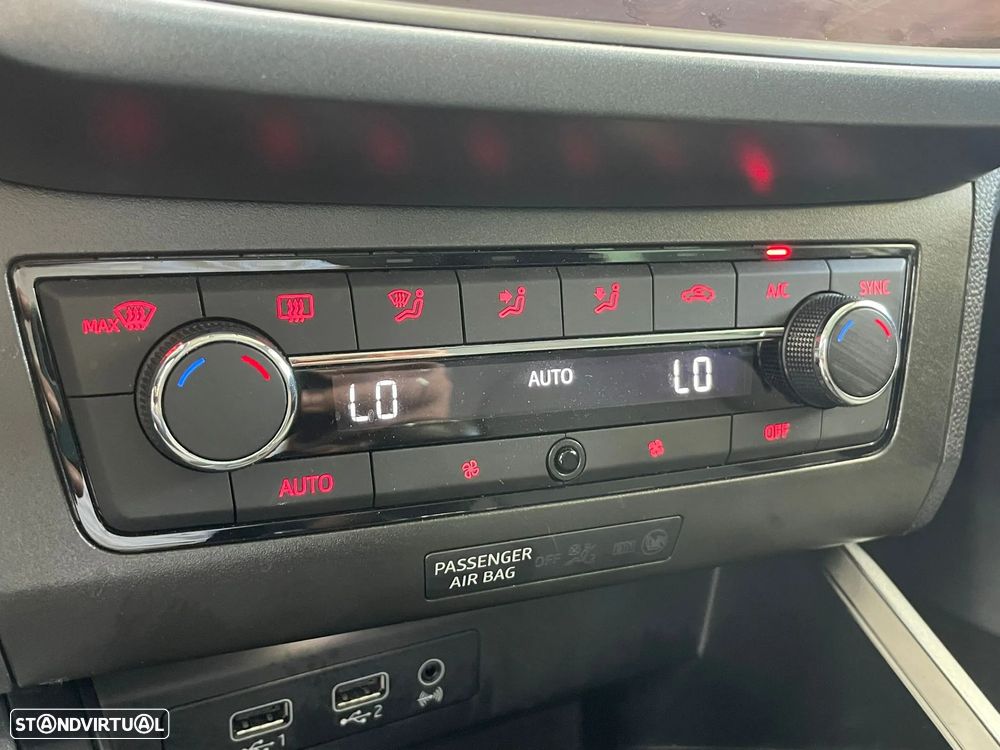 MAX
A/C
SYNC
LO
AUTO
LO
AUTO
OFF
PASSENGER
AIR BAG
OFF
1
2
STANDVIRTUAL